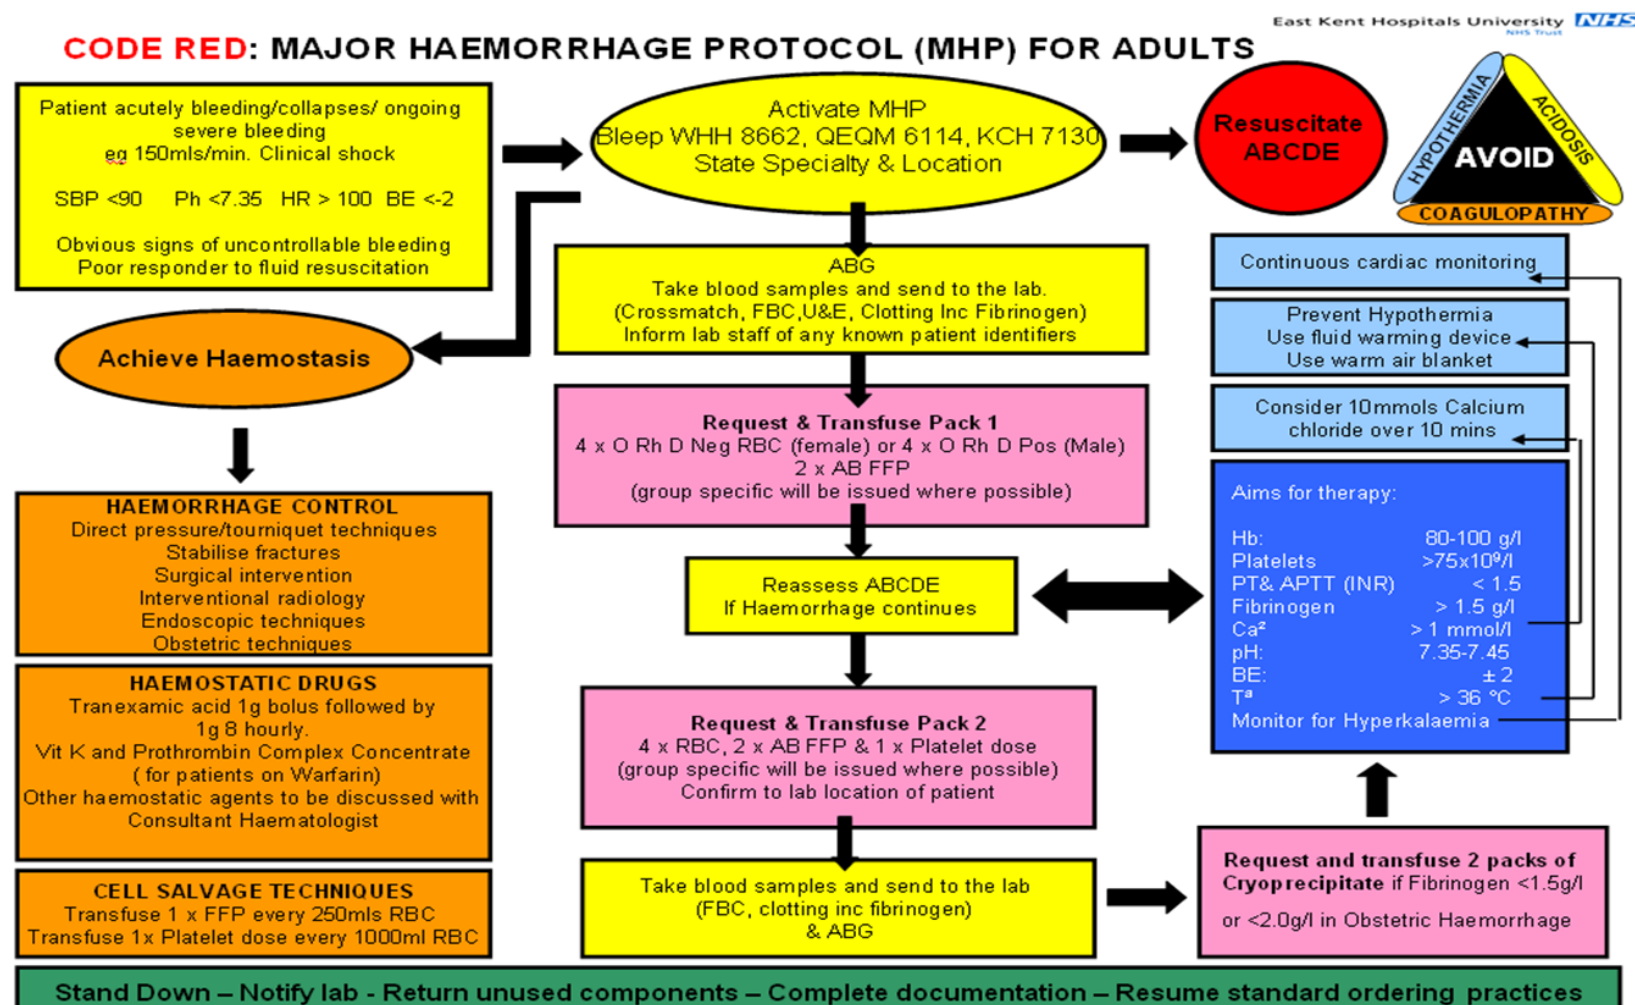 East Kent Hospitals University NHS
NHS Trust
CODE RED: MAJOR HAEMORRHAGE PROTOCOL (MHP) FOR ADULTS
Patient acutely bleeding/collapses/ ongoing
severe bleeding
eg 150mls/min. Clinical shock
SBP <90 Ph <7.35 HR > 100 BE <-2
Obvious signs of uncontrollable bleeding
Poor responder to fluid resuscitation
Activate MHP
Bleep WHH 8662, QEQM 6114, KCH 7130
State Specialty & Location
Resuscitate
ABCDE
HYPOTHERMIA
ACIDOSIS
AVOID
COAGULOPATHY
Achieve Haemostasis
HAEMORRHAGE CONTROL
Direct pressure/tourniquet techniques
Stabilise fractures
Surgical intervention
Interventional radiology
Endoscopic techniques
Obstetric techniques
HAEMOSTATIC DRUGS
Tranexamic acid 1g bolus followed by
1g 8 hourly.
Vit K and Prothrombin Complex Concentrate
( for patients on Warfarin)
Other haemostatic agents to be discussed with
Consultant Haematologist
CELL SALVAGE TECHNIQUES
Transfuse 1 x FFP every 250mls RBC
Transfuse 1x Platelet dose every 1000ml RBC
ABG
Take blood samples and send to the lab.
(Crossmatch, FBC,U&E, Clotting Inc Fibrinogen)
Inform lab staff of any known patient identifiers
Request & Transfuse Pack 1
4 x O Rh D Neg RBC (female) or 4 x O Rh D Pos (Male)
2 x AB FFP
(group specific will be issued where possible)
Reassess ABCDE
If Haemorrhage continues
Request & Transfuse Pack 2
4 x RBC, 2 x AB FFP & 1 x Platelet dose
(group specific will be issued where possible)
Confirm to lab location of patient
Take blood samples and send to the lab
(FBC, clotting inc fibrinogen)
& ABG
Continuous cardiac monitoring
Prevent Hypothermia
Use fluid warming device
Use warm air blanket
Consider 10mmols Calcium
chloride over 10 mins
Aims for therapy:
Hb: 80-100 g/l
Platelets >75x10⁹/l
PT& APTT (INR) < 1.5
Fibrinogen > 1.5 g/l
Ca² > 1 mmol/l
pH: 7.35-7.45
BE: ± 2
Tª > 36 °C
Monitor for Hyperkalaemia
Request and transfuse 2 packs of
Cryoprecipitate if Fibrinogen <1.5g/l
or <2.0g/l in Obstetric Haemorrhage
Stand Down – Notify lab - Return unused components – Complete documentation – Resume standard ordering practices